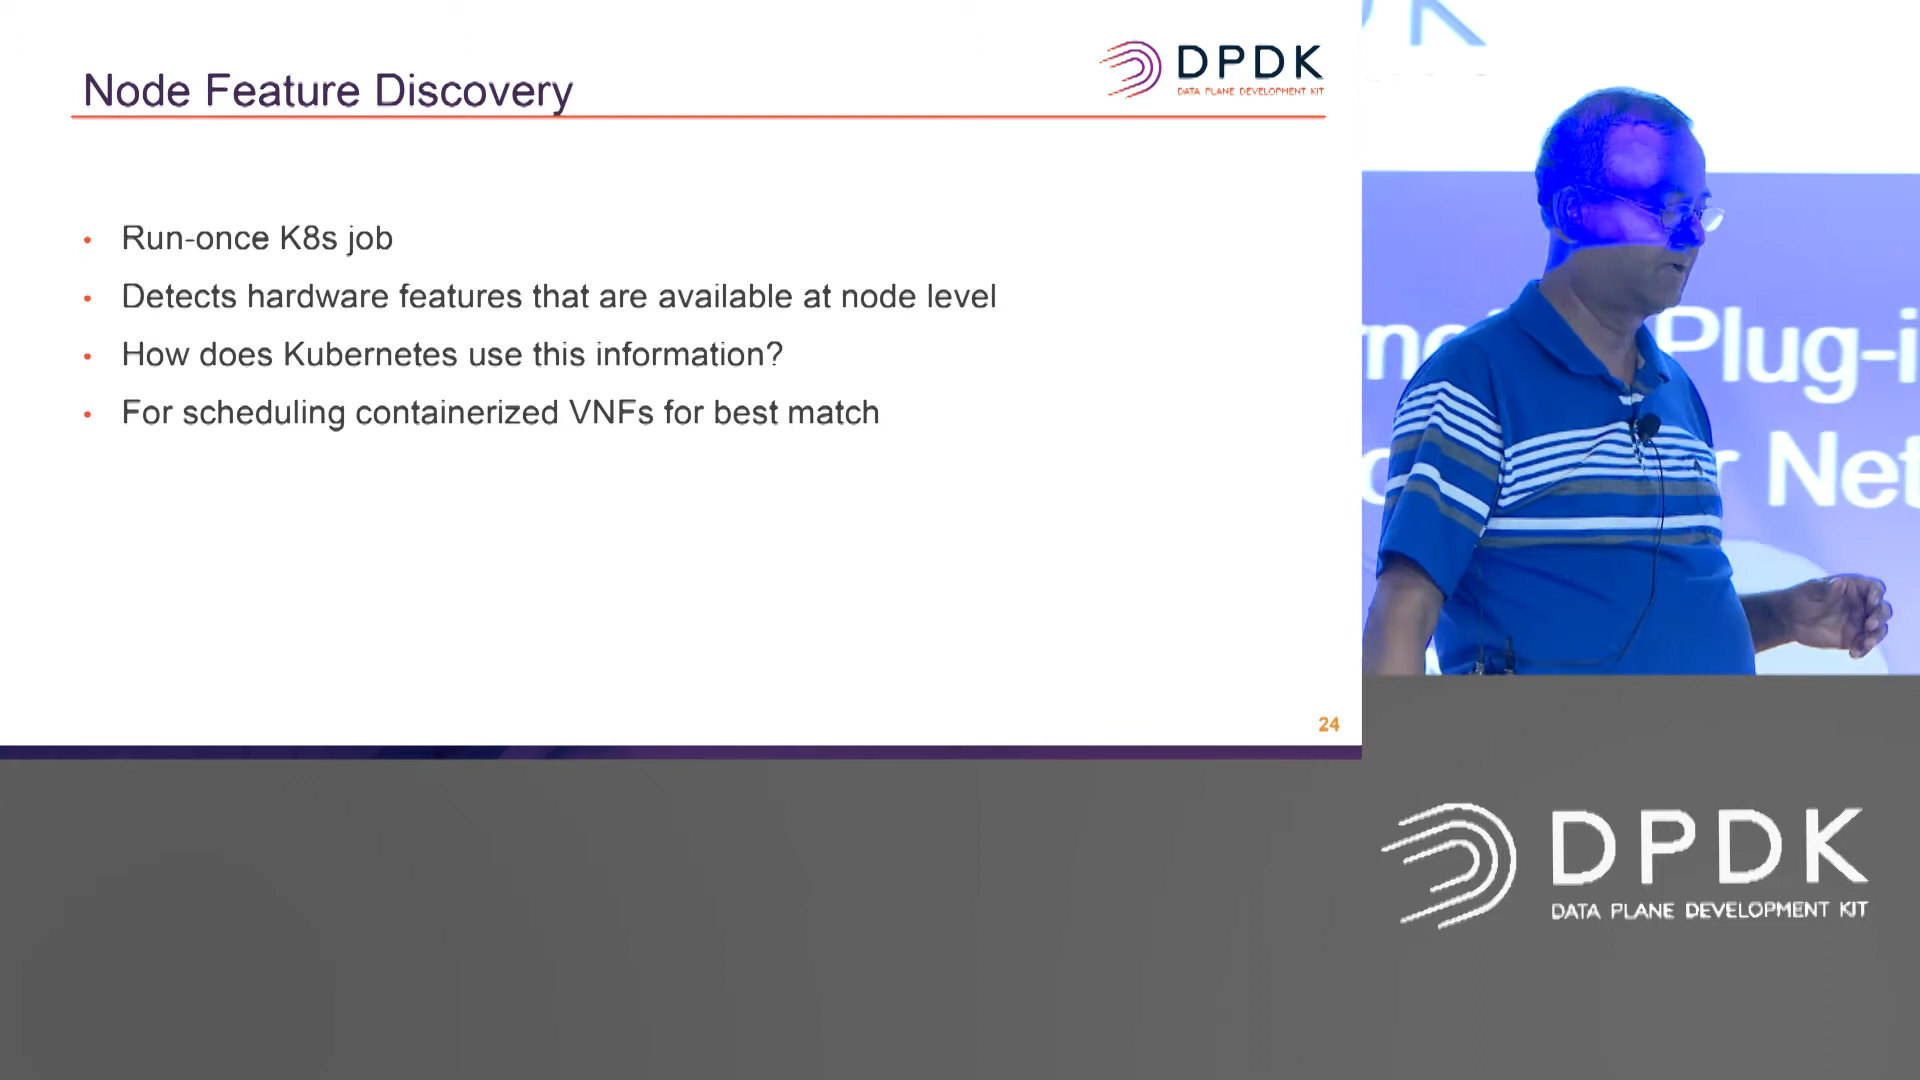 Node Feature Discovery
DPDK
DATA PLANE DEVELOPMENT KIT
• Run-once K8s job
• Detects hardware features that are available at node level
• How does Kubernetes use this information?
• For scheduling containerized VNFs for best match
24
DK
Plug-i
r Net
DPDK
DATA PLANE DEVELOPMENT KIT